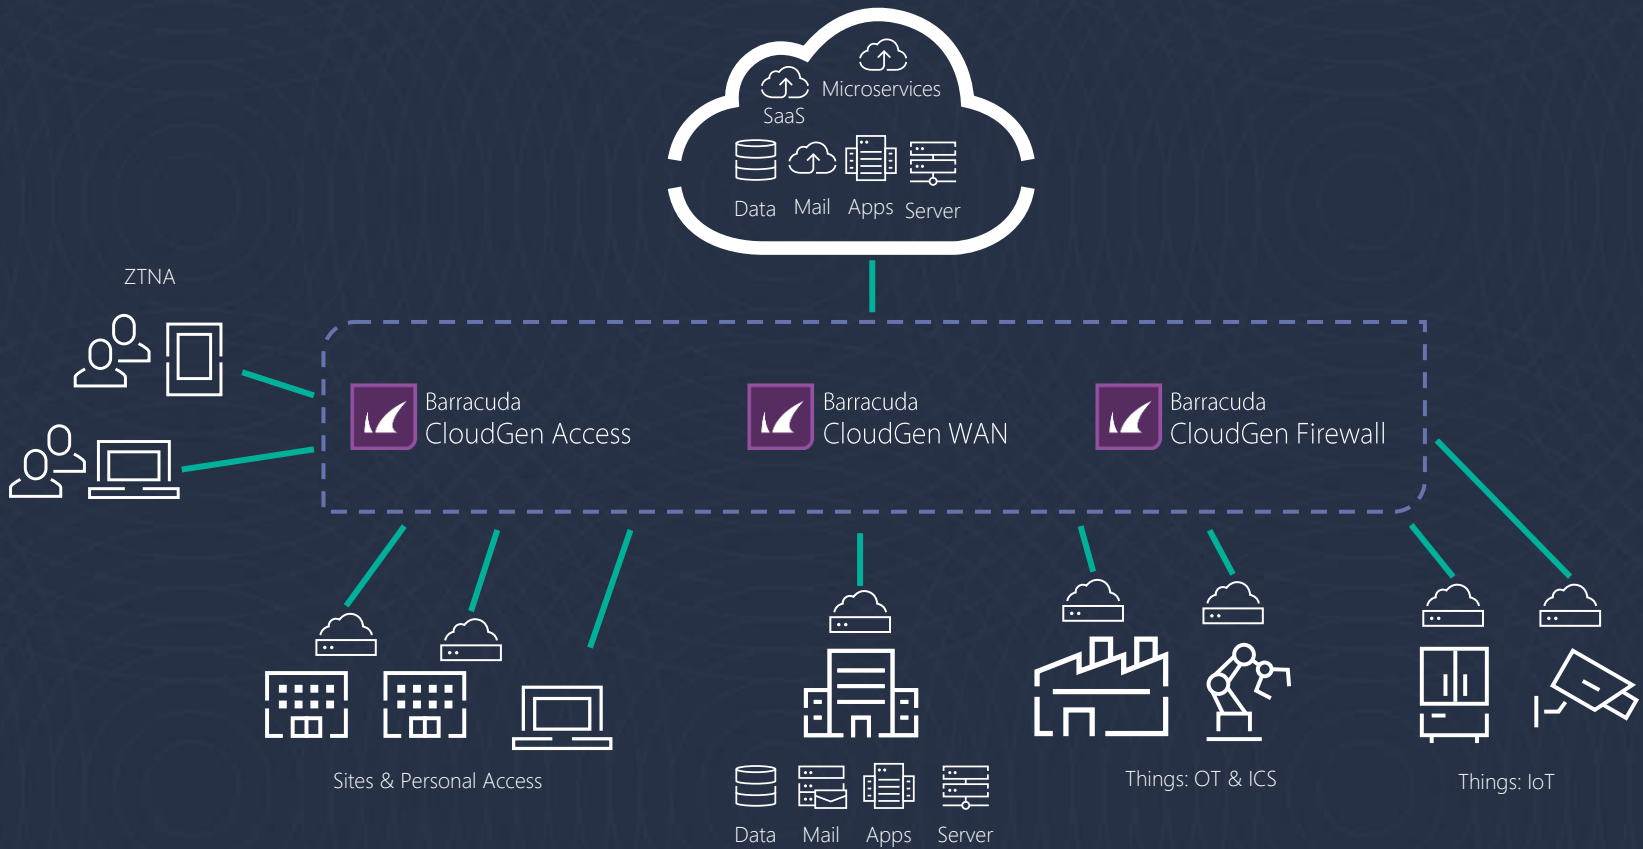 Microservices
SaaS
Data Mail Apps Server
ZTNA
Barracuda
CloudGen Access
Barracuda
CloudGen WAN
Barracuda
CloudGen Firewall
Sites & Personal Access
Things: OT & ICS
Things: IoT
Data Mail Apps Server